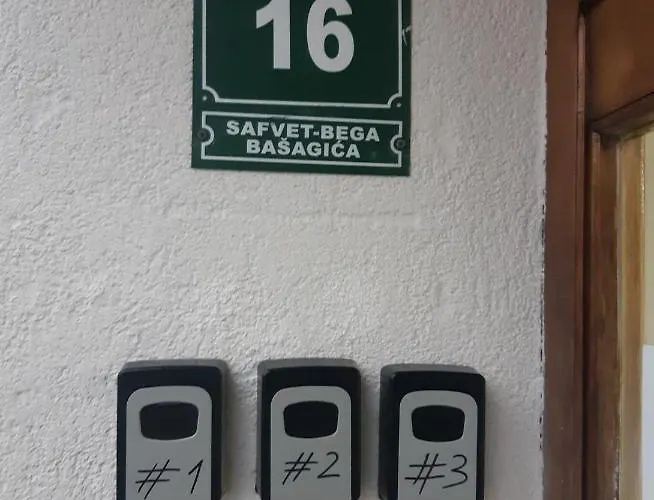 16
SAFVET-BEGA
BAŠAGIĆA
#1 #2 #3